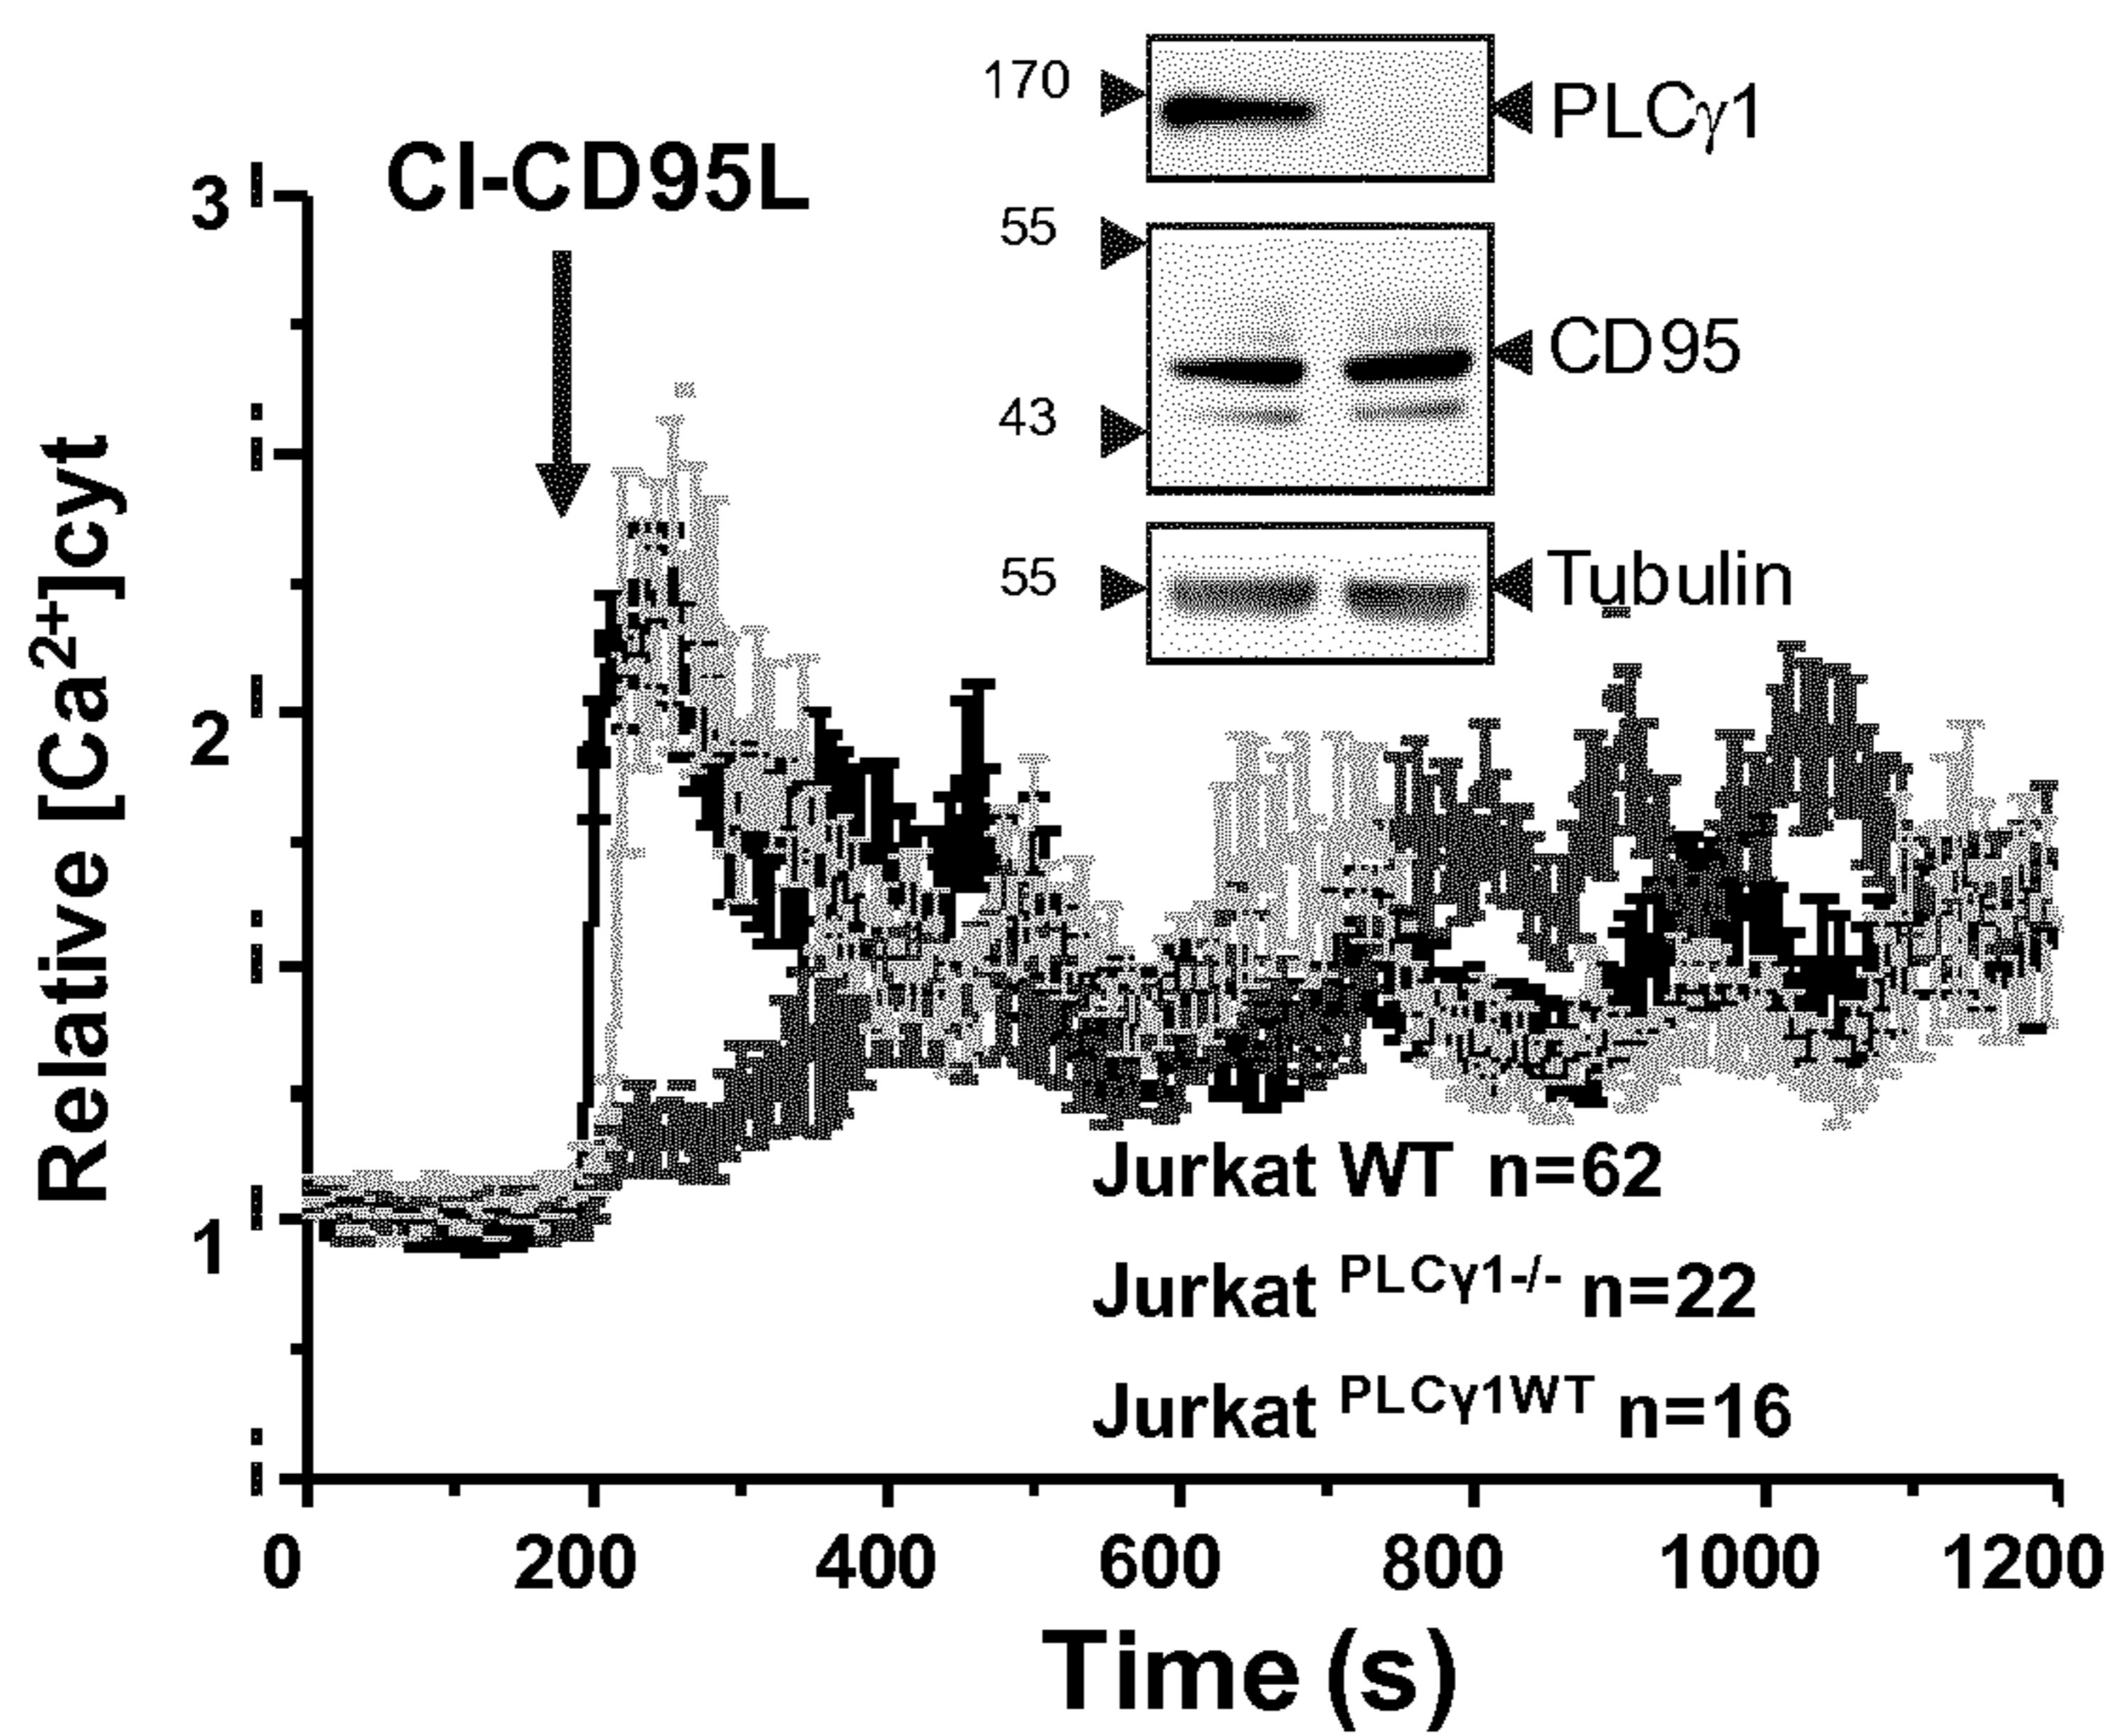 170
PLCγ1
CI-CD95L
3
55
CD95
43
55
Tubulin
2
Relative [Ca2+]cyt
1
Jurkat WT n=62
Jurkat PLCγ1-/- n=22
Jurkat PLCγ1WT n=16
0 200 400 600 800 1000 1200
Time (s)